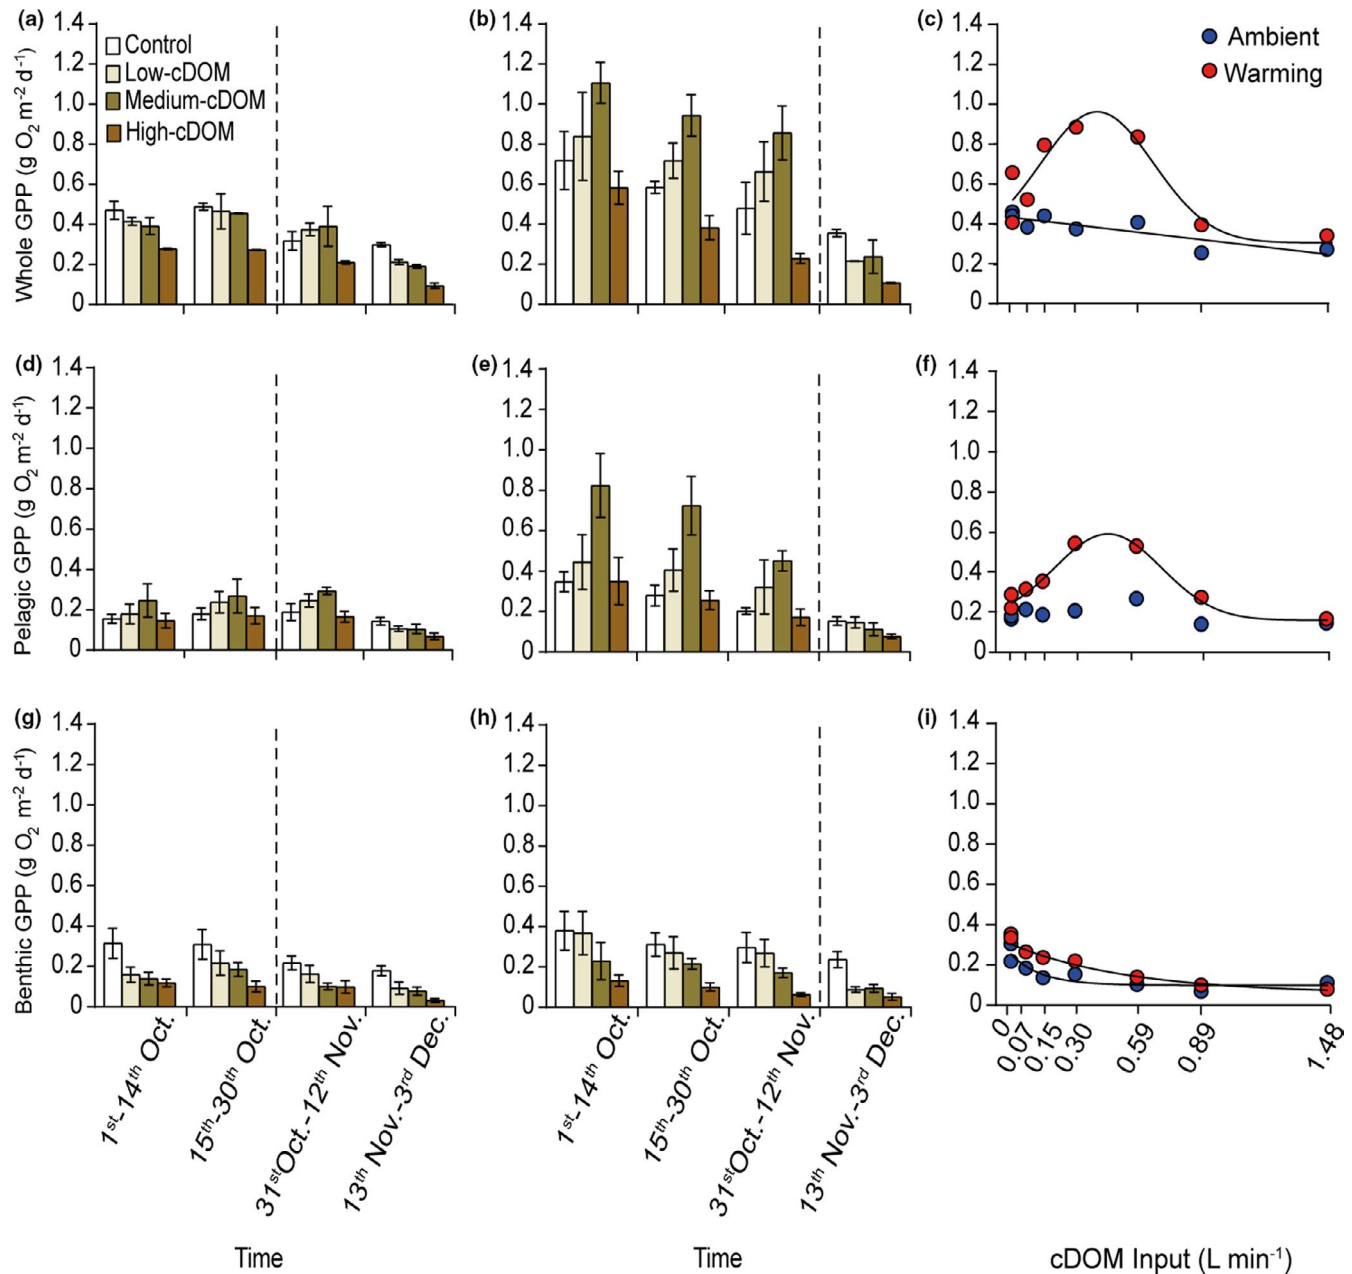 (a)
1.4
1.2
1.0
0.8
0.6
0.4
0.2
0
Whole GPP (g O₂ m⁻² d⁻¹)
Control
Low-cDOM
Medium-cDOM
High-cDOM
(b)
1.4
1.2
1.0
0.8
0.6
0.4
0.2
0
(c)
1.4
1.2
1.0
0.8
0.6
0.4
0.2
0
Ambient
Warming
(d)
1.4
1.2
1.0
0.8
0.6
0.4
0.2
0
Pelagic GPP (g O₂ m⁻² d⁻¹)
(e)
1.4
1.2
1.0
0.8
0.6
0.4
0.2
0
(f)
1.4
1.2
1.0
0.8
0.6
0.4
0.2
0
(g)
1.4
1.2
1.0
0.8
0.6
0.4
0.2
0
Benthic GPP (g O₂ m⁻² d⁻¹)
1st-14th Oct.
15th-30th Oct.
31stOct.-12th Nov.
13th Nov.-3rd Dec.
Time
(h)
1.4
1.2
1.0
0.8
0.6
0.4
0.2
0
1st-14th Oct.
15th-30th Oct.
31stOct.-12th Nov.
13th Nov.-3rd Dec.
Time
(i)
1.4
1.2
1.0
0.8
0.6
0.4
0.2
0
0
0.07
0.15
0.30
0.59
0.89
1.48
cDOM Input (L min⁻¹)